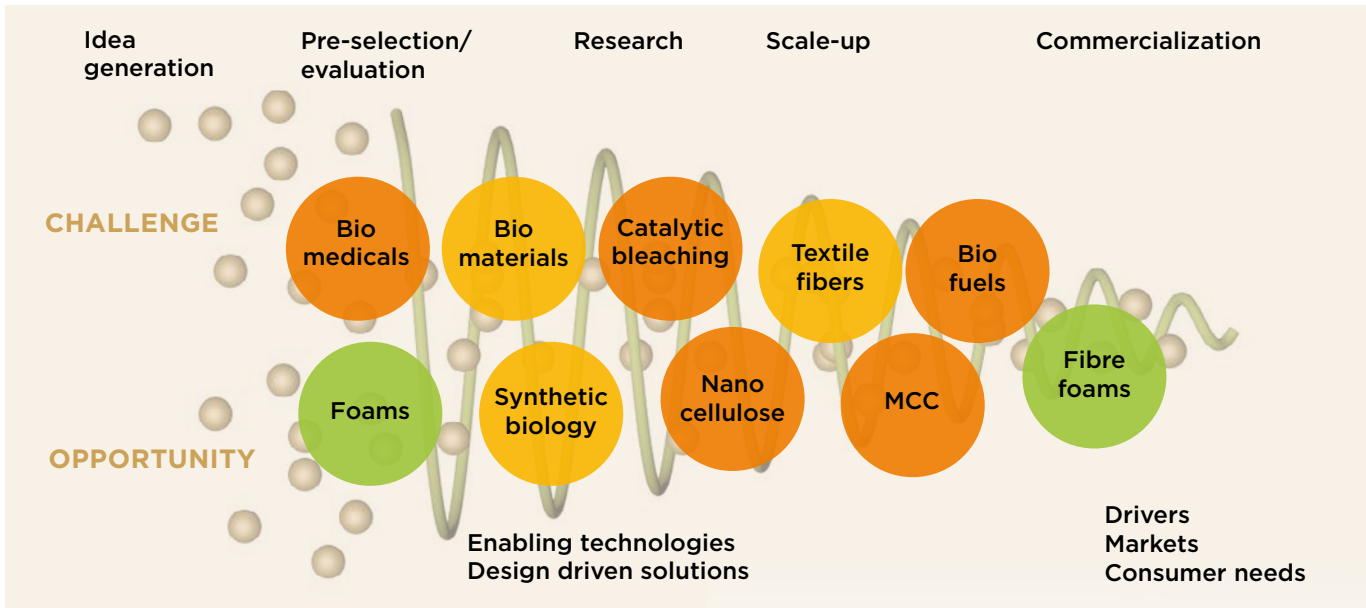 Idea
generation
Pre-selection/
evaluation
Research
Scale-up
Commercialization
CHALLENGE
Bio
medicals
Bio
materials
Catalytic
bleaching
Textile
fibers
Bio
fuels
Foams
Synthetic
biology
Nano
cellulose
MCC
Fibre
foams
OPPORTUNITY
Enabling technologies
Design driven solutions
Drivers
Markets
Consumer needs